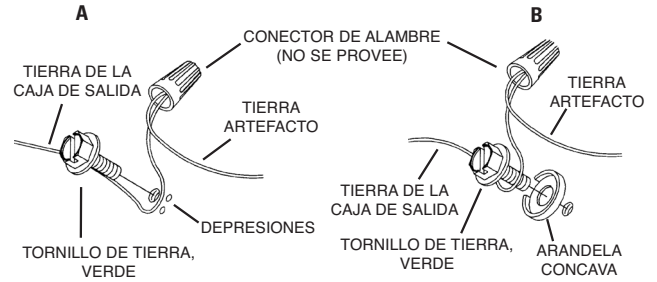 A
B
CONECTOR DE ALAMBRE
(NO SE PROVEE)
TIERRA DE LA
CAJA DE SALIDA
TIERRA
ARTEFACTO
DEPRESIONES
TORNILLO DE TIERRA,
VERDE
TIERRA
ARTEFACTO
TIERRA DE LA
CAJA DE SALIDA
TORNILLO DE TIERRA,
VERDE
ARANDELA
CONCAVA